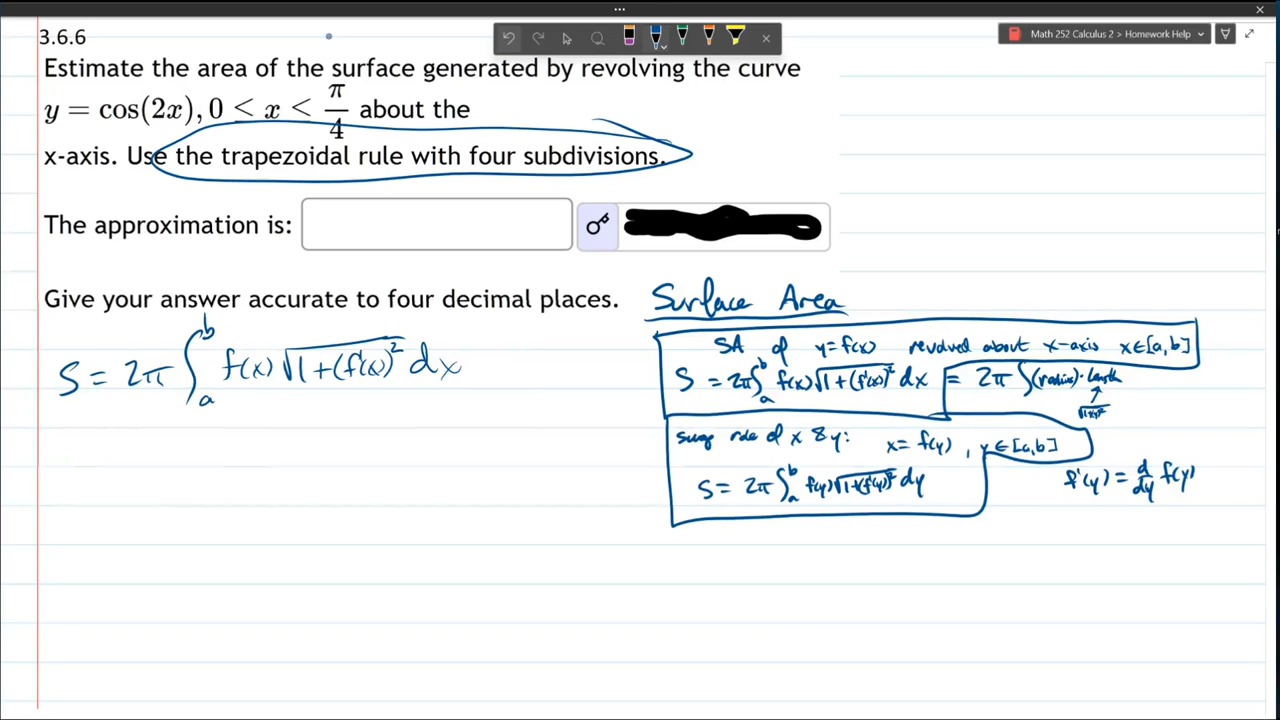 Math 252 Calculus 2 > Homework Help
3.6.6
Estimate the area of the surface generated by revolving the curve
y = cos(2x), 0 < x < π/4 about the
x-axis. Use the trapezoidal rule with four subdivisions.
The approximation is:
Give your answer accurate to four decimal places.
S = 2π ∫_a^b f(x) √(1+(f'(x))²) dx
Surface Area
SA of y=f(x) revolved about x-axis x∈[a,b]
S = 2π ∫_a^b f(x) √(1+(f'(x))²) dx = 2π ∫(radius)·length
swap role of x & y: x = f(y), y ∈ [a,b]
S = 2π ∫_a^b f(y) √(1+(f'(y))²) dy
f'(y) = d/dy f(y)